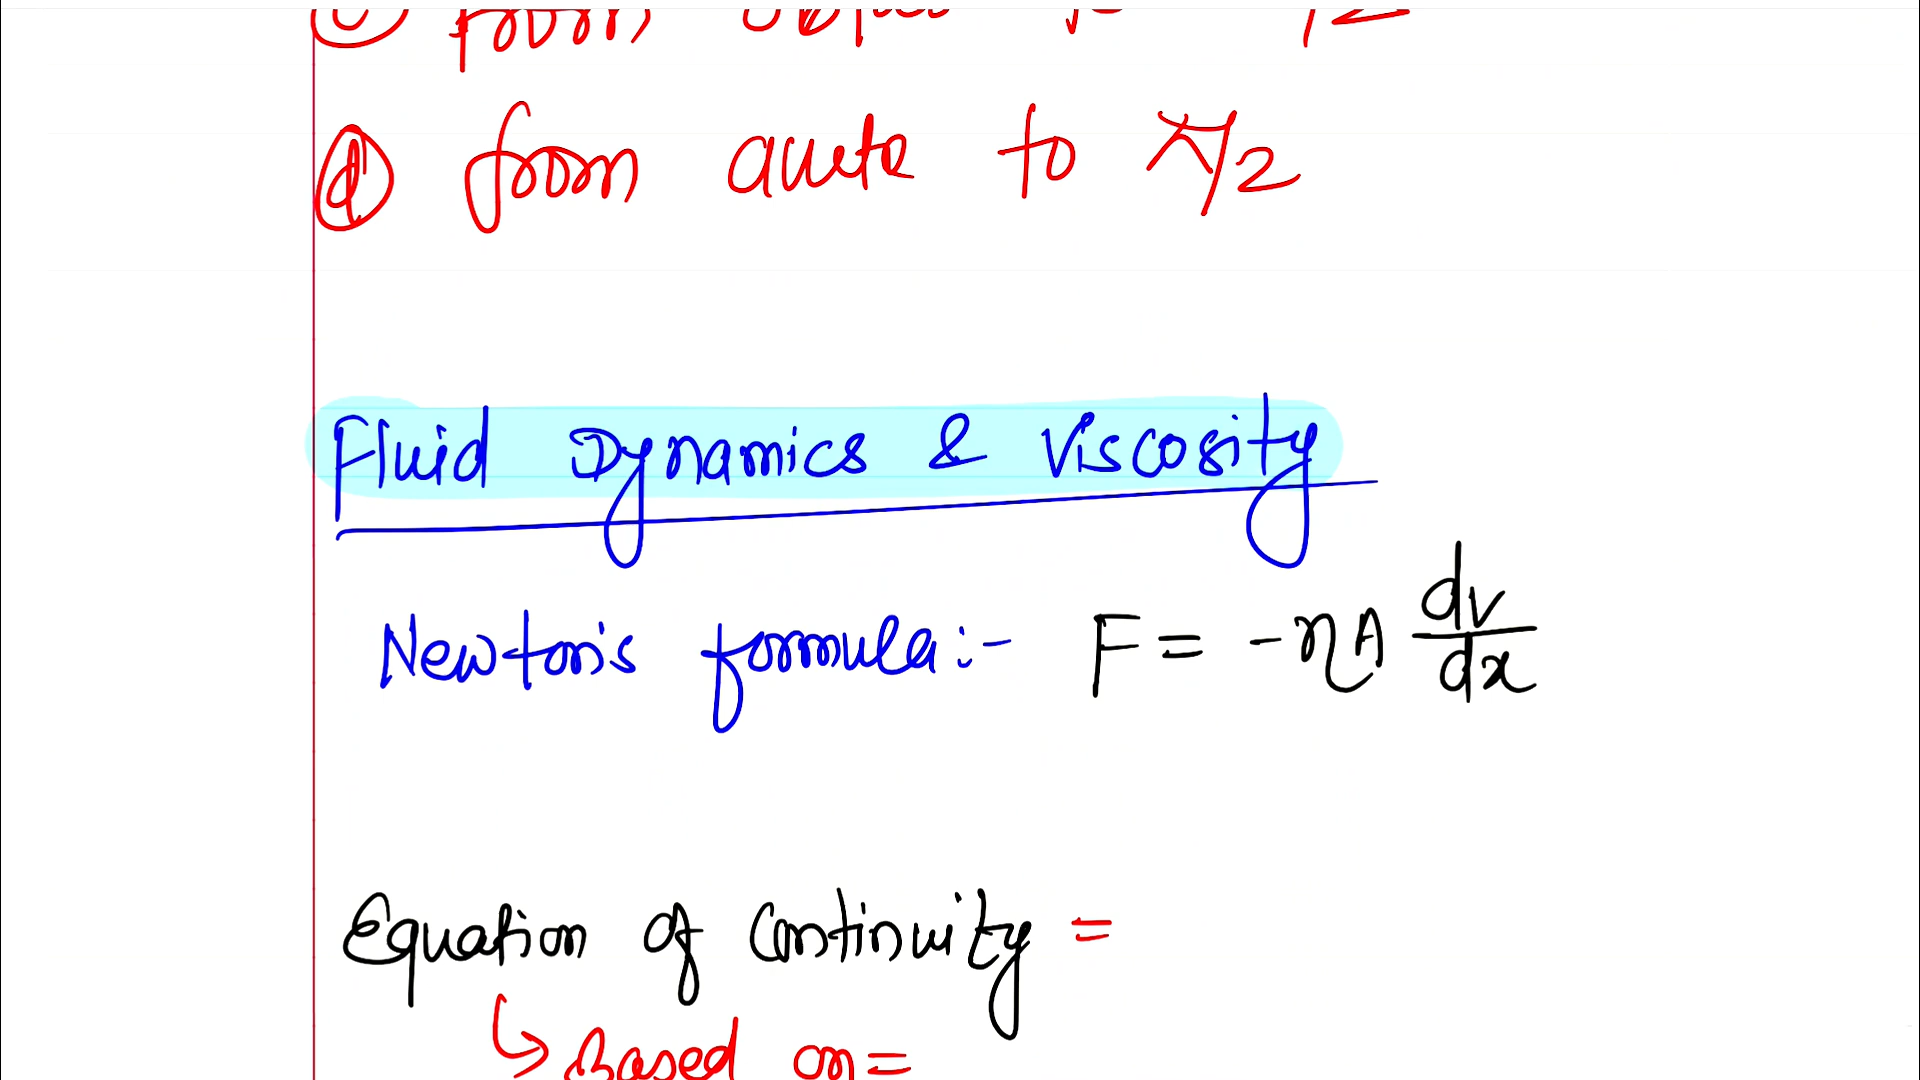 (d) from acute to π/2
Fluid Dynamics & Viscosity
Newton's formula:- F = -ηA dv/dx
Equation of Continuity =
↳ Based on =